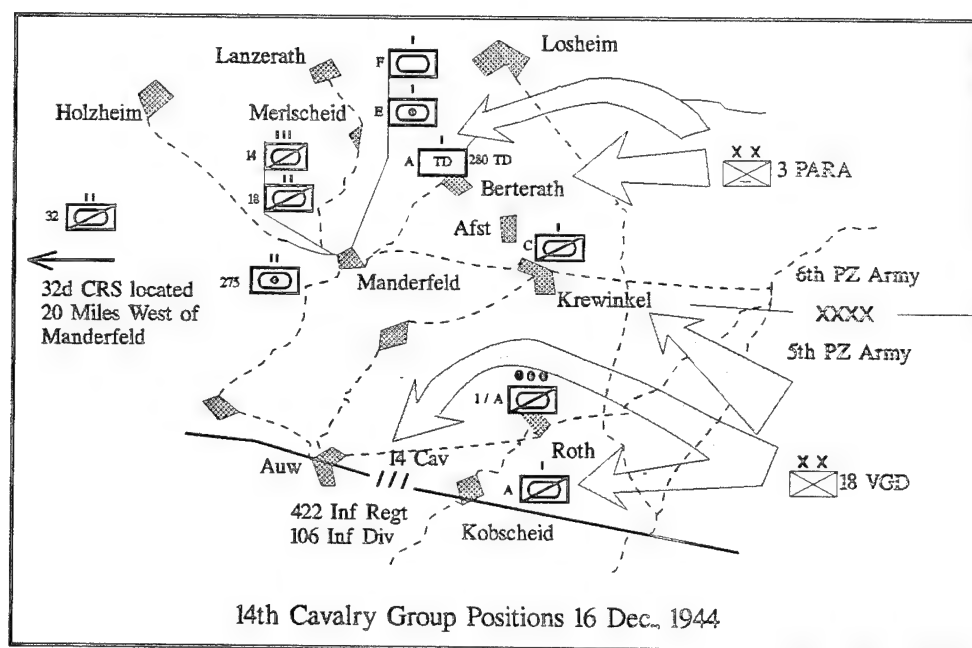 Lanzerath
F
Losheim
E
Holzheim
Merlscheid
14
A TD 280 TD
X X
3 PARA
18
Berterath
32
Afst
C
275
Manderfeld
32d CRS located
20 Miles West of
Manderfeld
Krewinkel
6th PZ Army
XXXX
5th PZ Army
1/A
Auw
14 Cav
Roth
X X
18 VGD
A
422 Inf Regt
106 Inf Div
Kobscheid
14th Cavalry Group Positions 16 Dec., 1944